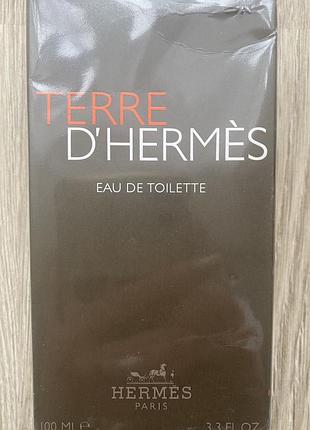 TERRE
D'HERMÈS
EAU DE TOILETTE
HERMÈS
PARIS
100 ML ℮ 3.3 FL.OZ